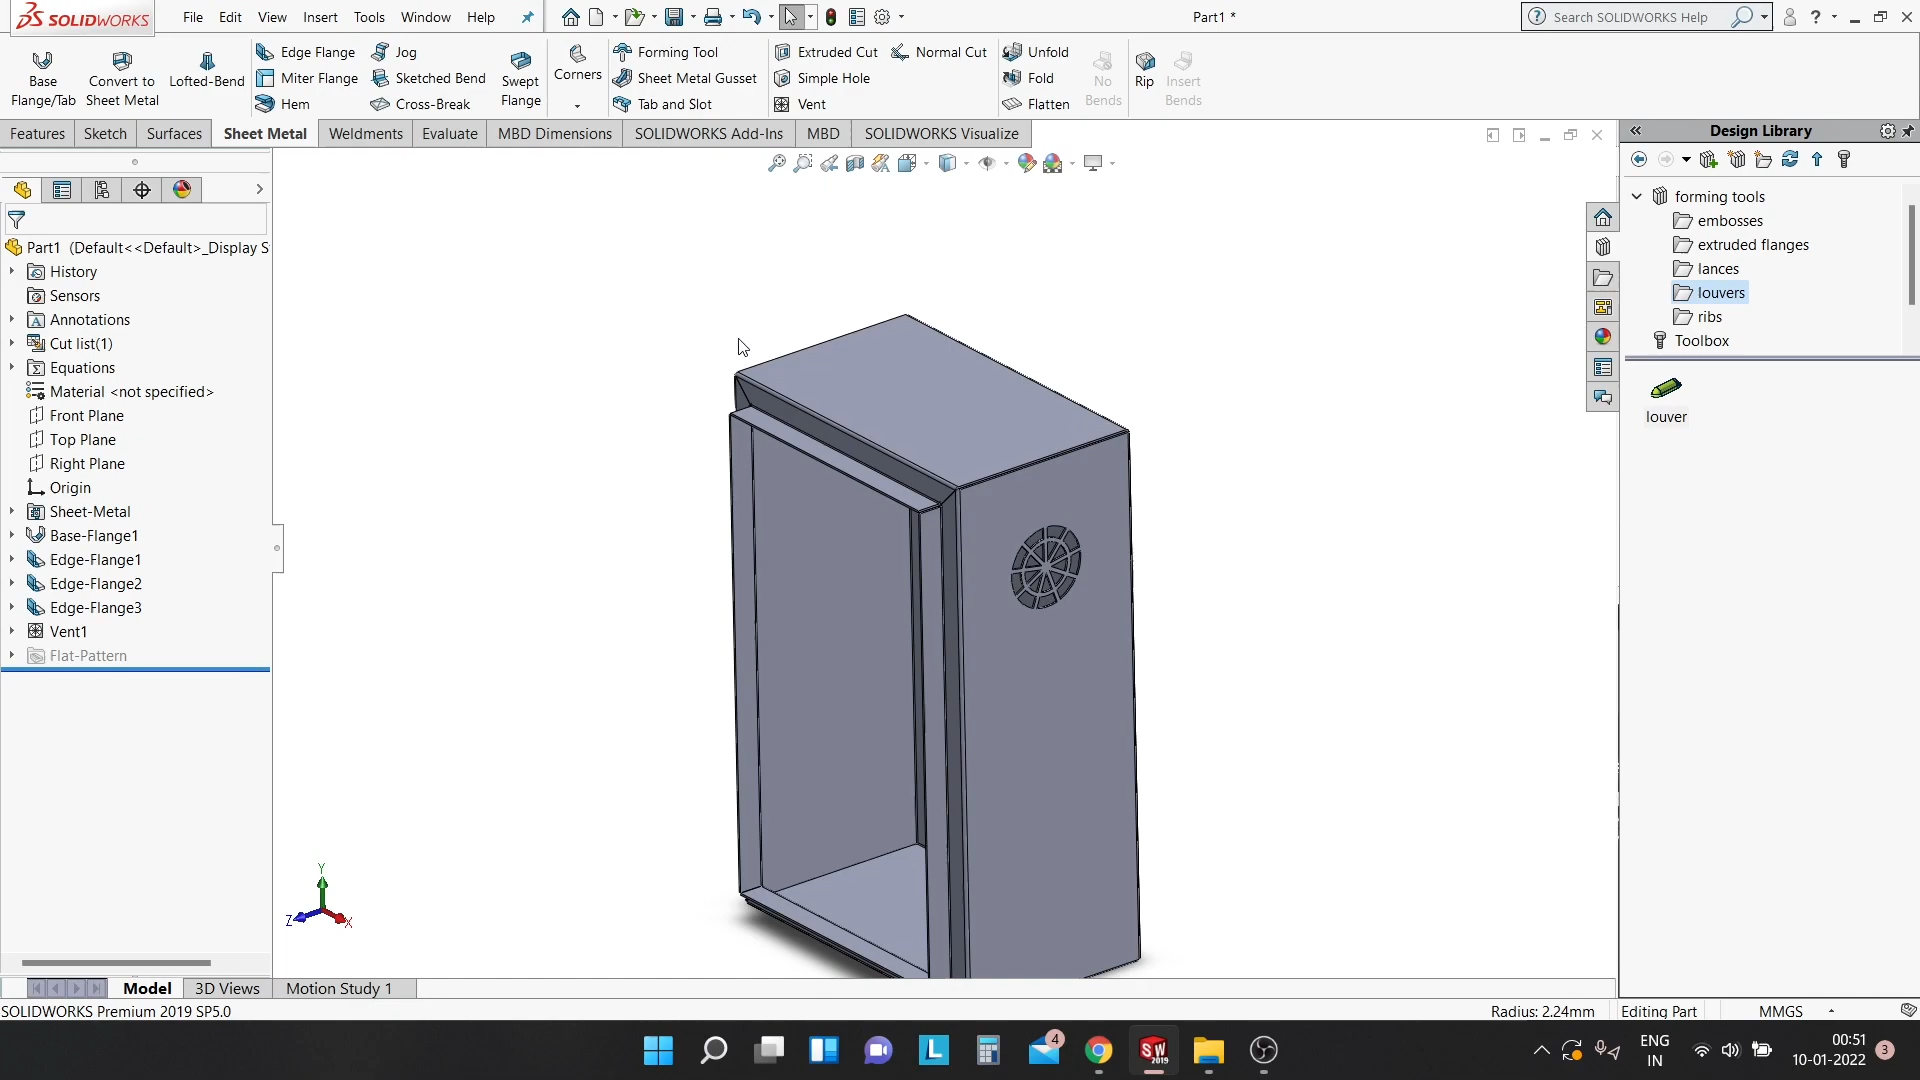 SOLIDWORKS File Edit View Insert Tools Window Help Part1 * Search SOLIDWORKS Help
Base Flange/Tab
Convert to Sheet Metal
Lofted-Bend
Edge Flange
Miter Flange
Hem
Jog
Sketched Bend
Cross-Break
Swept Flange
Corners
Forming Tool
Sheet Metal Gusset
Tab and Slot
Extruded Cut
Simple Hole
Vent
Normal Cut
Unfold
Fold
Flatten
No Bends
Rip
Insert Bends
Features Sketch Surfaces Sheet Metal Weldments Evaluate MBD Dimensions SOLIDWORKS Add-Ins MBD SOLIDWORKS Visualize
Part1 (Default<<Default>_Display S
History
Sensors
Annotations
Cut list(1)
Equations
Material <not specified>
Front Plane
Top Plane
Right Plane
Origin
Sheet-Metal
Base-Flange1
Edge-Flange1
Edge-Flange2
Edge-Flange3
Vent1
Flat-Pattern
Y
Z
X
Design Library
forming tools
embosses
extruded flanges
lances
louvers
ribs
Toolbox
louver
Model 3D Views Motion Study 1
SOLIDWORKS Premium 2019 SP5.0 Radius: 2.24mm Editing Part MMGS
L
4
SW
2019
ENG
IN
00:51
10-01-2022
3